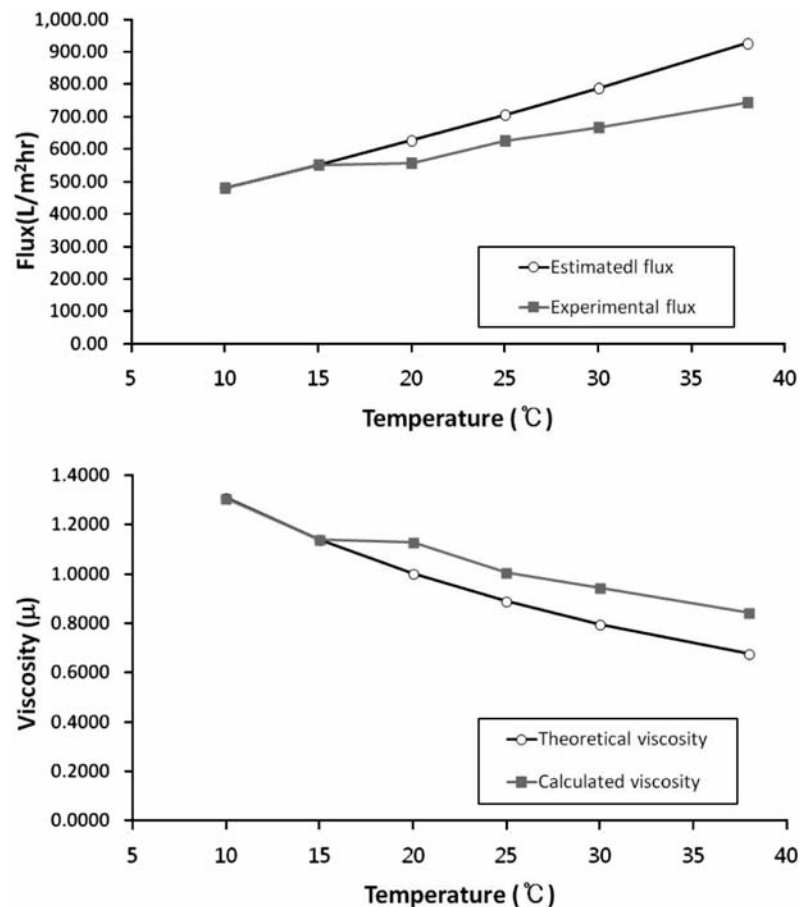 1,000.00
900.00
800.00
700.00
600.00
500.00
400.00
300.00
200.00
100.00
0.00
Flux(L/m²hr)
Estimatedl flux
Experimental flux
5 10 15 20 25 30 35 40
Temperature (℃)
1.4000
1.2000
1.0000
0.8000
0.6000
0.4000
0.2000
0.0000
Viscosity (μ)
Theoretical viscosity
Calculated viscosity
5 10 15 20 25 30 35 40
Temperature (℃)